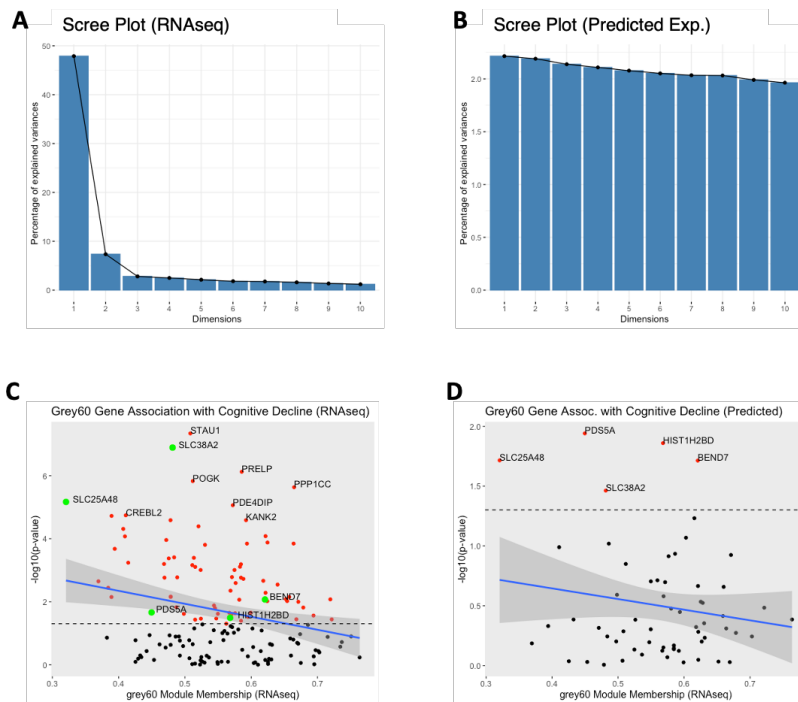 A
Scree Plot (RNAseq)
Percentage of explained variances
50
40
30
20
10
0
1 2 3 4 5 6 7 8 9 10
Dimensions
B
Scree Plot (Predicted Exp.)
Percentage of explained variances
2.0
1.5
1.0
0.5
0.0
1 2 3 4 5 6 7 8 9 10
Dimensions
C
Grey60 Gene Association with Cognitive Decline (RNAseq)
-log10(p-value)
6
4
2
0
STAU1
SLC38A2
PRELP
POGK
PPP1CC
SLC25A48
PDE4DIP
CREBL2
KANK2
BEND7
PDS5A
HIST1H2BD
0.4 0.5 0.6 0.7
grey60 Module Membership (RNAseq)
D
Grey60 Gene Assoc. with Cognitive Decline (Predicted)
-log10(p-value)
2.0
1.5
1.0
0.5
0.0
PDS5A
HIST1H2BD
SLC25A48
BEND7
SLC38A2
0.3 0.4 0.5 0.6 0.7
grey60 Module Membership (RNAseq)